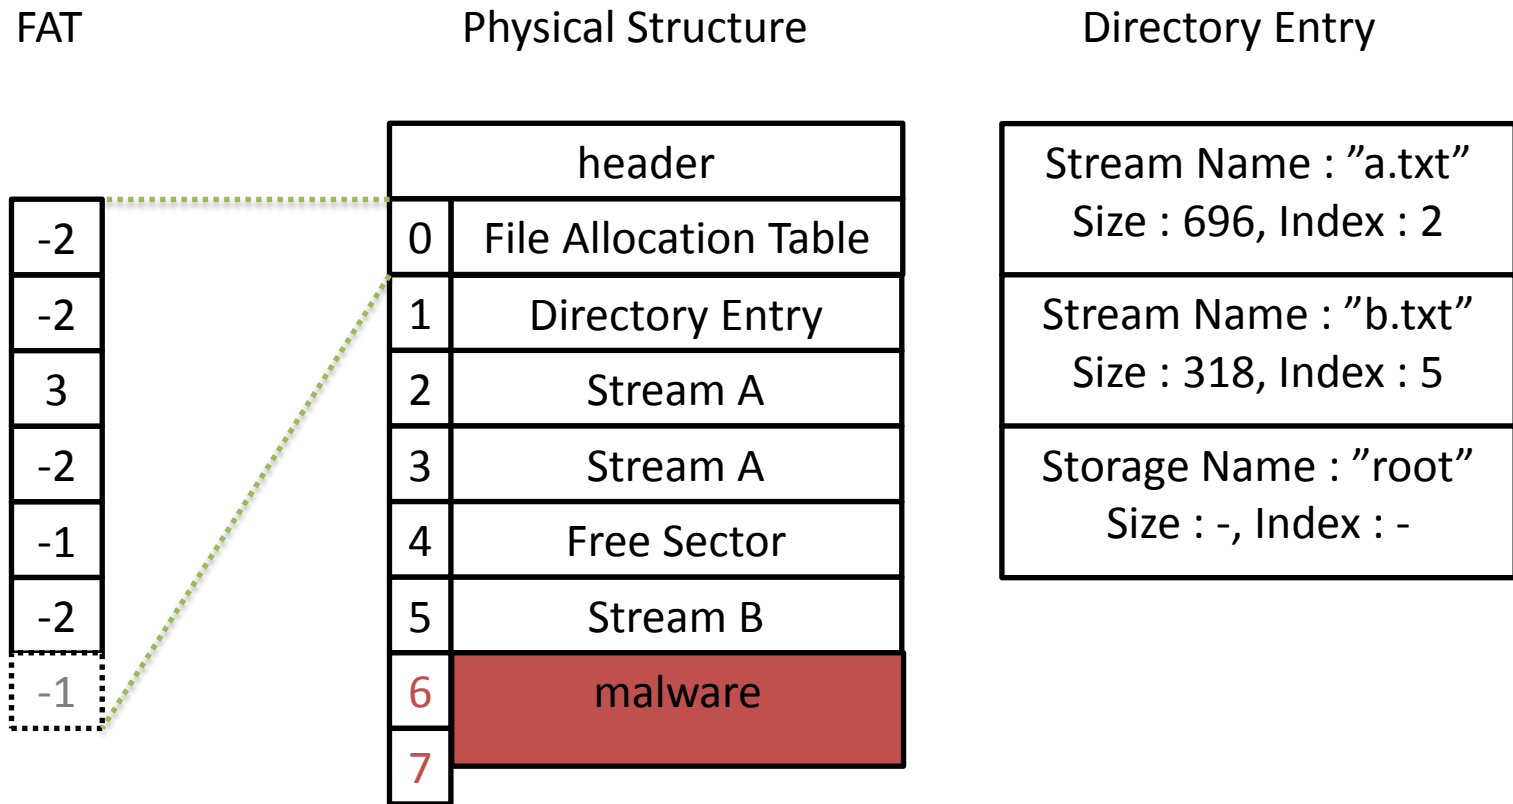 FAT
Physical Structure
Directory Entry
-2
-2
3
-2
-1
-2
-1
header
0 File Allocation Table
1 Directory Entry
2 Stream A
3 Stream A
4 Free Sector
5 Stream B
6 malware
7
Stream Name : ”a.txt”
Size : 696, Index : 2
Stream Name : ”b.txt”
Size : 318, Index : 5
Storage Name : ”root”
Size : -, Index : -